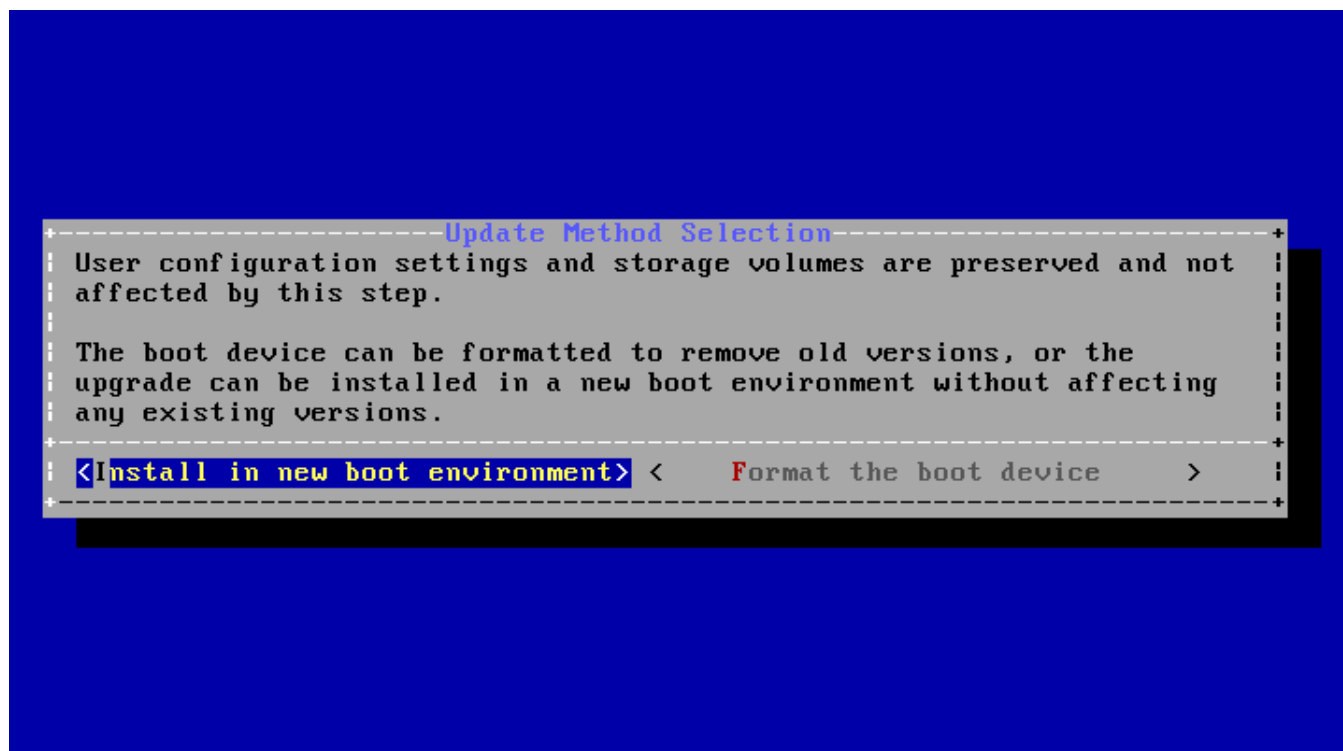 Update Method Selection
User configuration settings and storage volumes are preserved and not
affected by this step.
The boot device can be formatted to remove old versions, or the
upgrade can be installed in a new boot environment without affecting
any existing versions.
<Install in new boot environment> < Format the boot device >